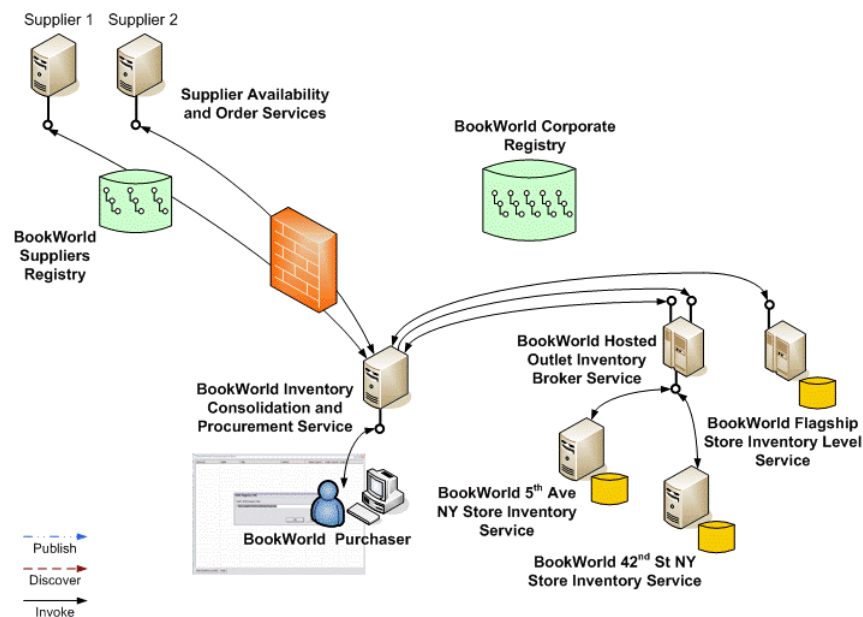 Supplier 1
Supplier 2
Supplier Availability
and Order Services
BookWorld Corporate
Registry
BookWorld
Suppliers
Registry
BookWorld Hosted
Outlet Inventory
Broker Service
BookWorld Inventory
Consolidation and
Procurement Service
BookWorld Flagship
Store Inventory Level
Service
BookWorld 5th Ave
NY Store Inventory
Service
BookWorld Purchaser
BookWorld 42nd St NY
Store Inventory Service
Publish
Discover
Invoke